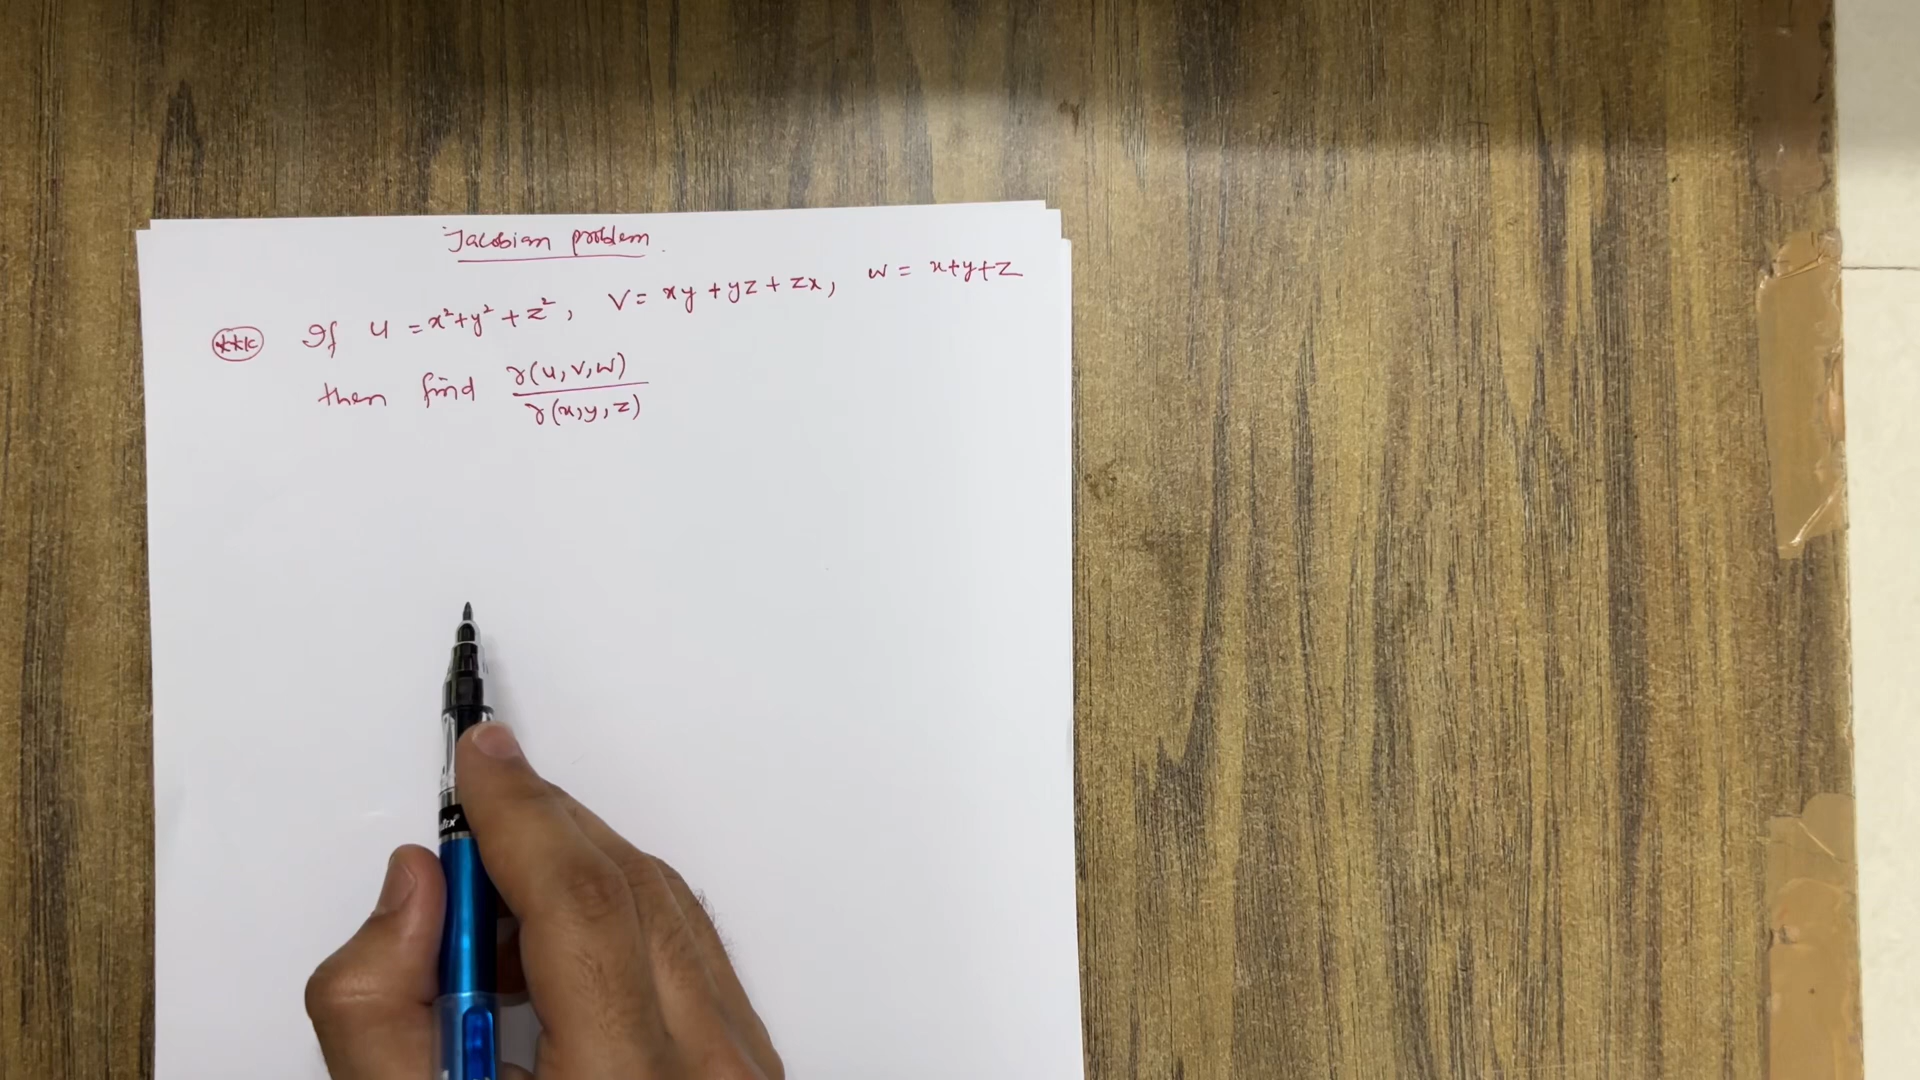 Jacobian problem.
*** If u = x²+y²+z², v = xy+yz+zx, w = x+y+z
then find ∂(u,v,w)/∂(x,y,z)